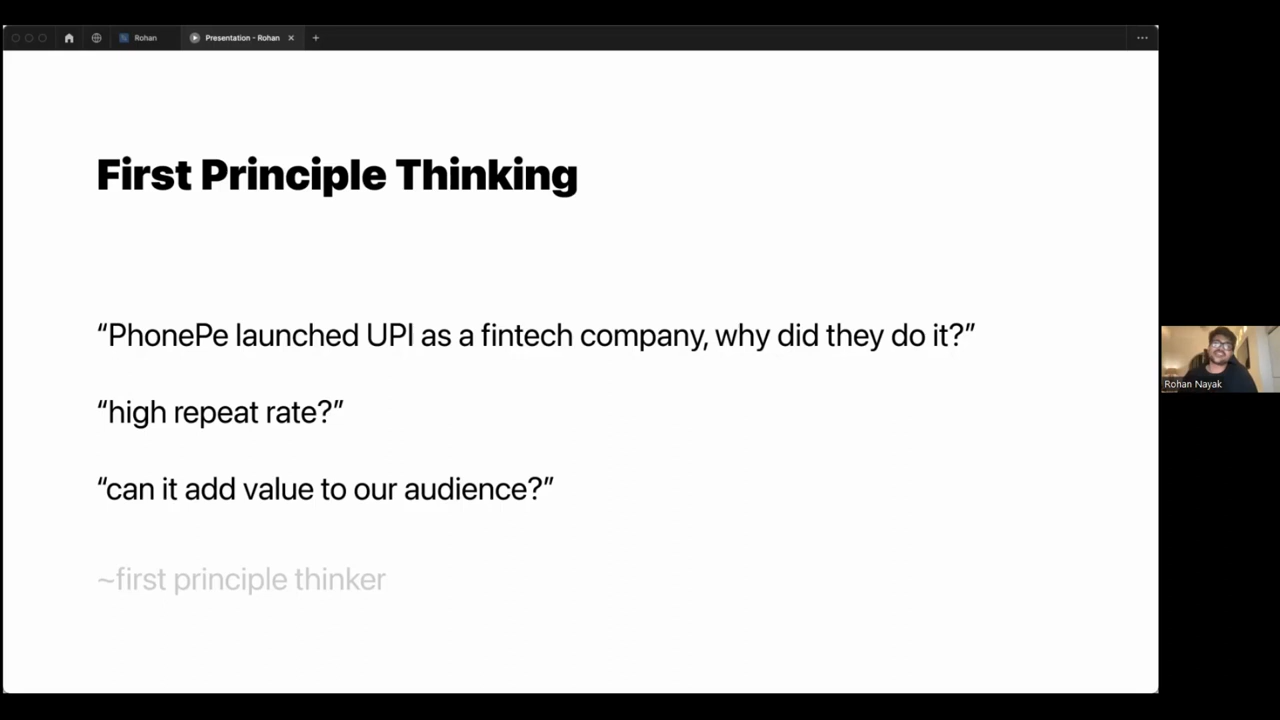 Rohan
Presentation - Rohan
First Principle Thinking
“PhonePe launched UPI as a fintech company, why did they do it?”
“high repeat rate?”
“can it add value to our audience?”
~first principle thinker
Rohan Nayak